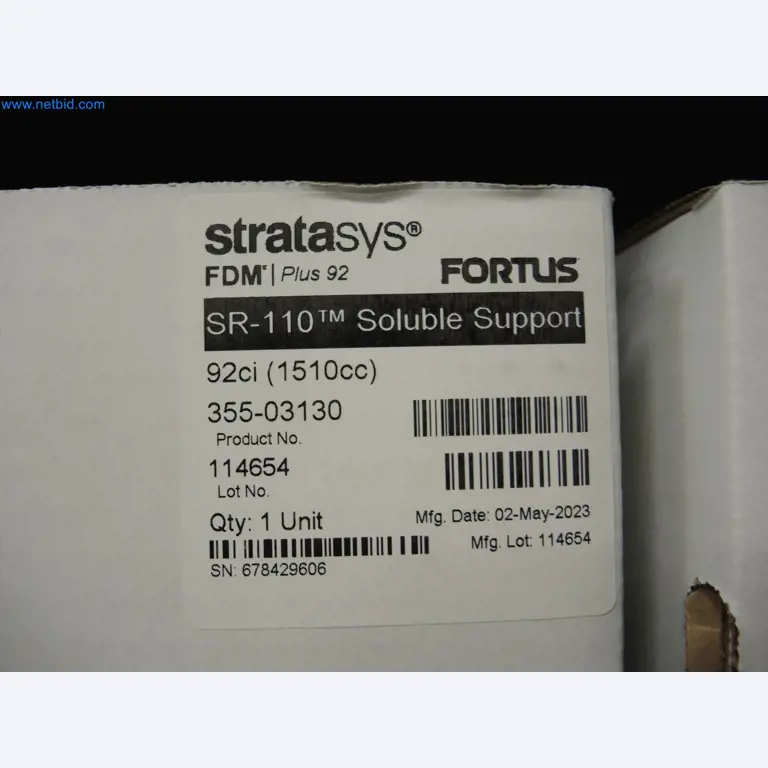 www.netbid.com
stratasys®
FDM® | Plus 92
FORTUS
SR-110™ Soluble Support
92ci (1510cc)
355-03130
Product No.
114654
Lot No.
Qty: 1 Unit
Mfg. Date: 02-May-2023
Mfg. Lot: 114654
SN: 678429606